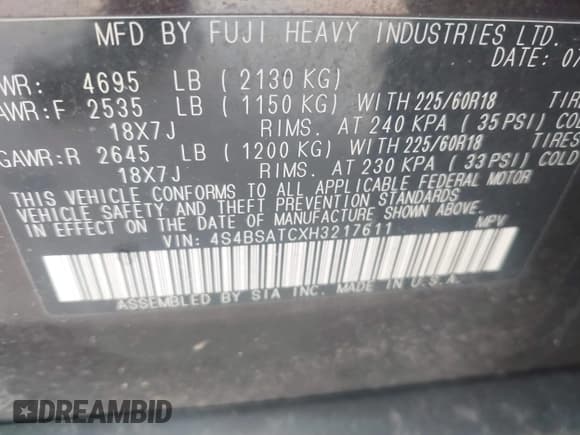 MFD BY FUJI HEAVY INDUSTRIES LTD.
DATE: 07
WR: 4695 LB ( 2130 KG)
AWR:F 2535 LB ( 1150 KG) WITH 225/60R18 TIRE
18X7J RIMS. AT 240 KPA ( 35 PSI) COLD
GAWR:R 2645 LB ( 1200 KG) WITH 225/60R18 TIRES
18X7J RIMS. AT 230 KPA ( 33 PSI) COLD
THIS VEHICLE CONFORMS TO ALL APPLICABLE FEDERAL MOTOR
VEHICLE SAFETY AND THEFT PREVENTION STANDARDS
IN EFFECT ON THE DATE OF MANUFACTURE SHOWN ABOVE.
VIN: 4S4BSATCXH3217611 MPV
ASSEMBLED BY SIA INC. MADE IN U.S.A.
DREAMBID